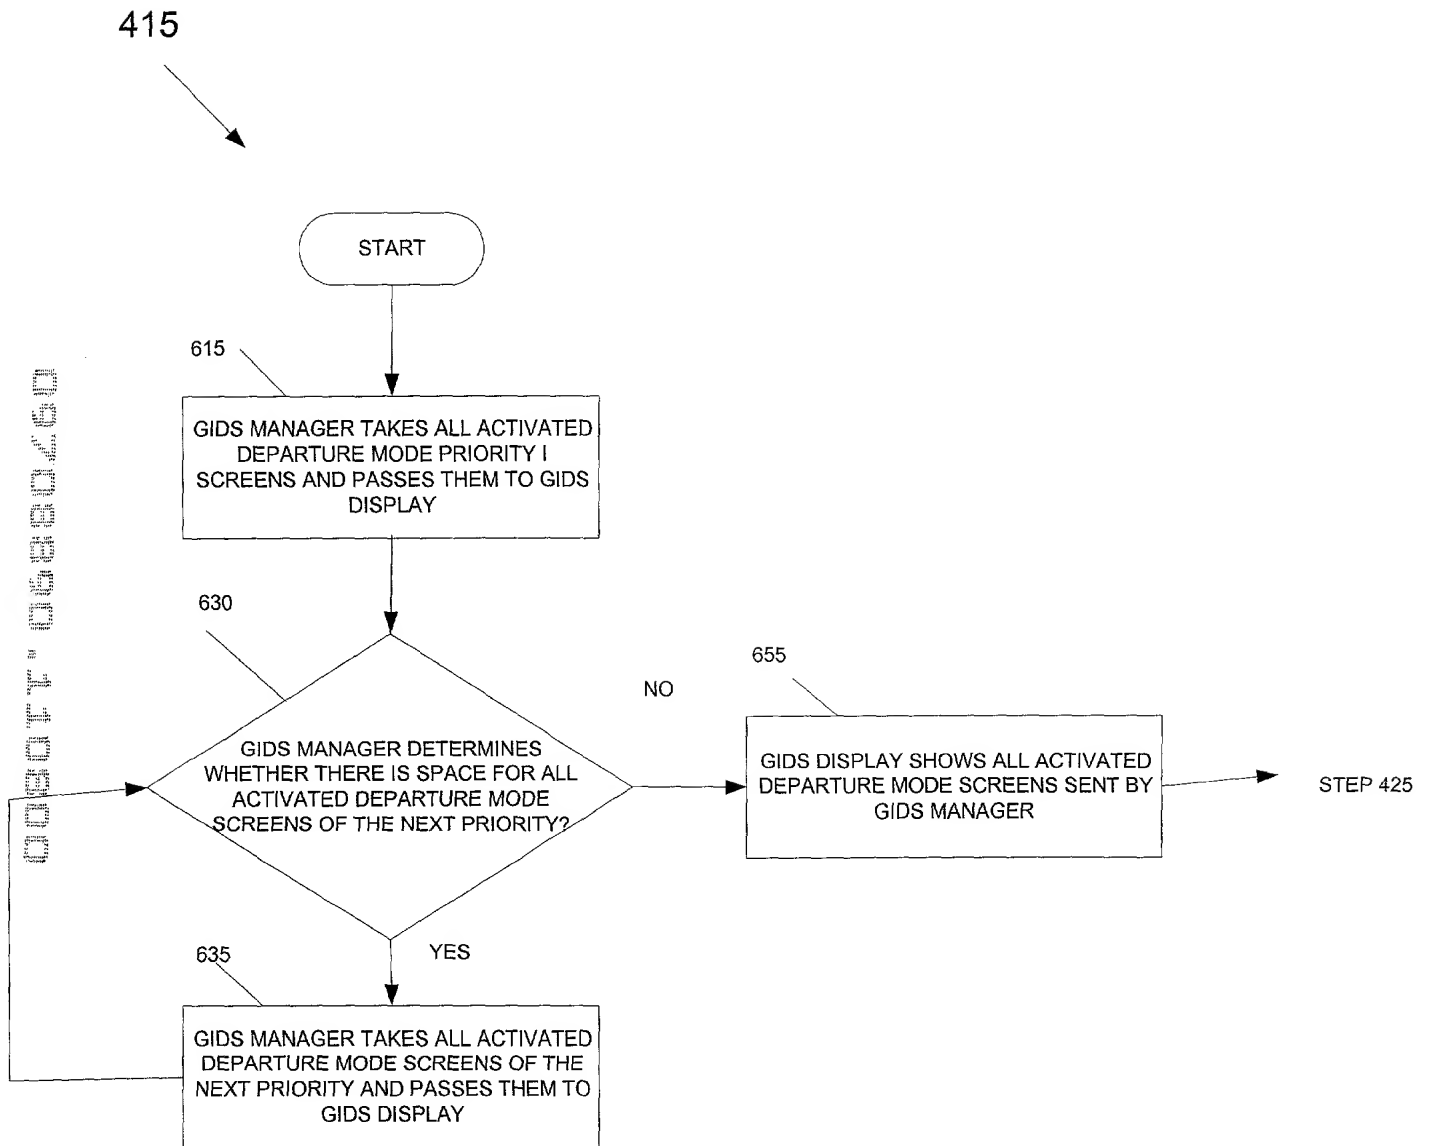 415
START
615
GIDS MANAGER TAKES ALL ACTIVATED
DEPARTURE MODE PRIORITY I
SCREENS AND PASSES THEM TO GIDS
DISPLAY
630
GIDS MANAGER DETERMINES
WHETHER THERE IS SPACE FOR ALL
ACTIVATED DEPARTURE MODE
SCREENS OF THE NEXT PRIORITY?
NO
655
GIDS DISPLAY SHOWS ALL ACTIVATED
DEPARTURE MODE SCREENS SENT BY
GIDS MANAGER
STEP 425
YES
635
GIDS MANAGER TAKES ALL ACTIVATED
DEPARTURE MODE SCREENS OF THE
NEXT PRIORITY AND PASSES THEM TO
GIDS DISPLAY